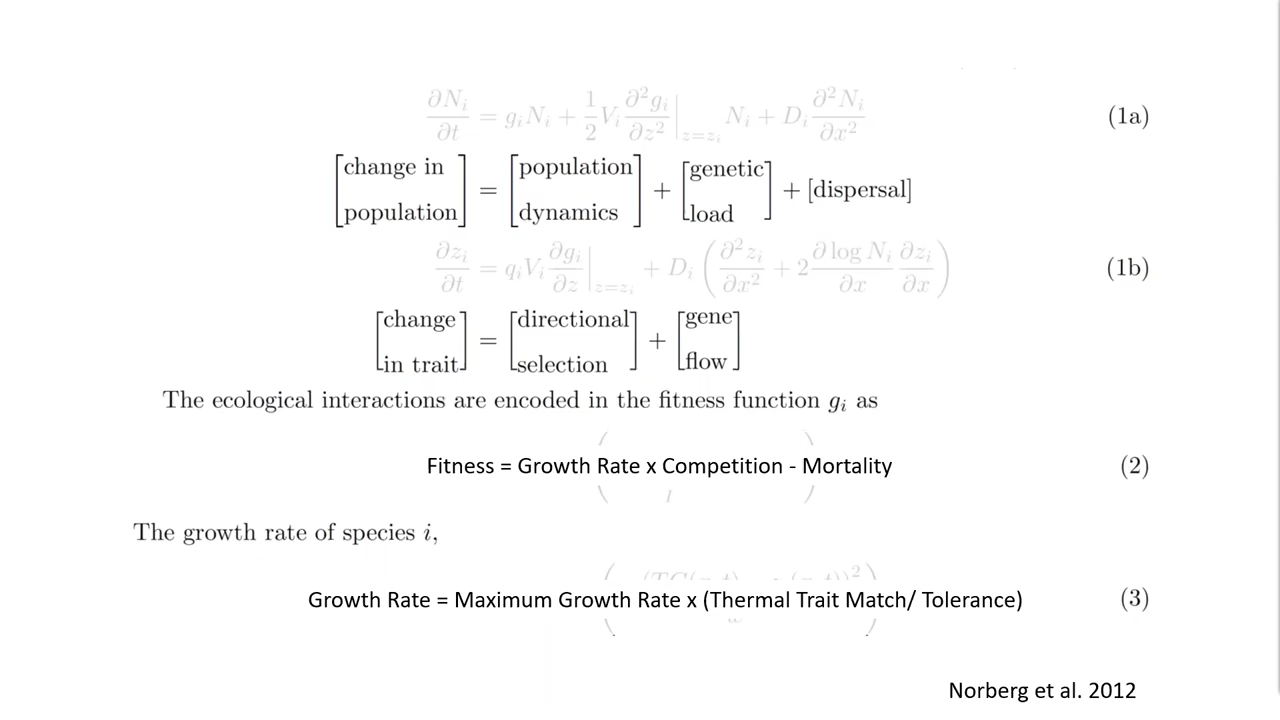 ∂N_i/∂t = g_i N_i + 1/2 V_i ∂²g_i/∂z² |_{z=z_i} N_i + D_i ∂²N_i/∂x² (1a)
[change in population] = [population dynamics] + [genetic load] + [dispersal]
∂z_i/∂t = q_i V_i ∂g_i/∂z |_{z=z_i} + D_i (∂²z_i/∂x² + 2 ∂log N_i/∂x ∂z_i/∂x) (1b)
[change in trait] = [directional selection] + [gene flow]
The ecological interactions are encoded in the fitness function g_i as
Fitness = Growth Rate x Competition - Mortality (2)
The growth rate of species i,
Growth Rate = Maximum Growth Rate x (Thermal Trait Match/ Tolerance) (3)
Norberg et al. 2012